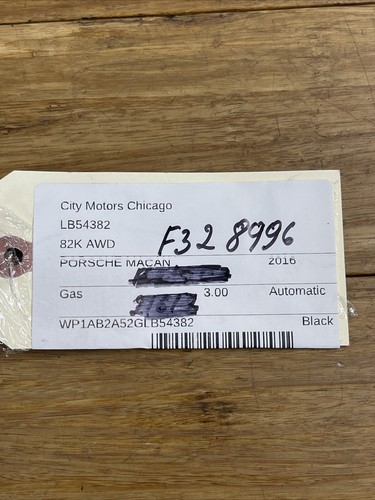 City Motors Chicago
LB54382
82K AWD F32 8996
PORSCHE MACAN 2016
Gas 3.00 Automatic
WP1AB2A52GLB54382 Black